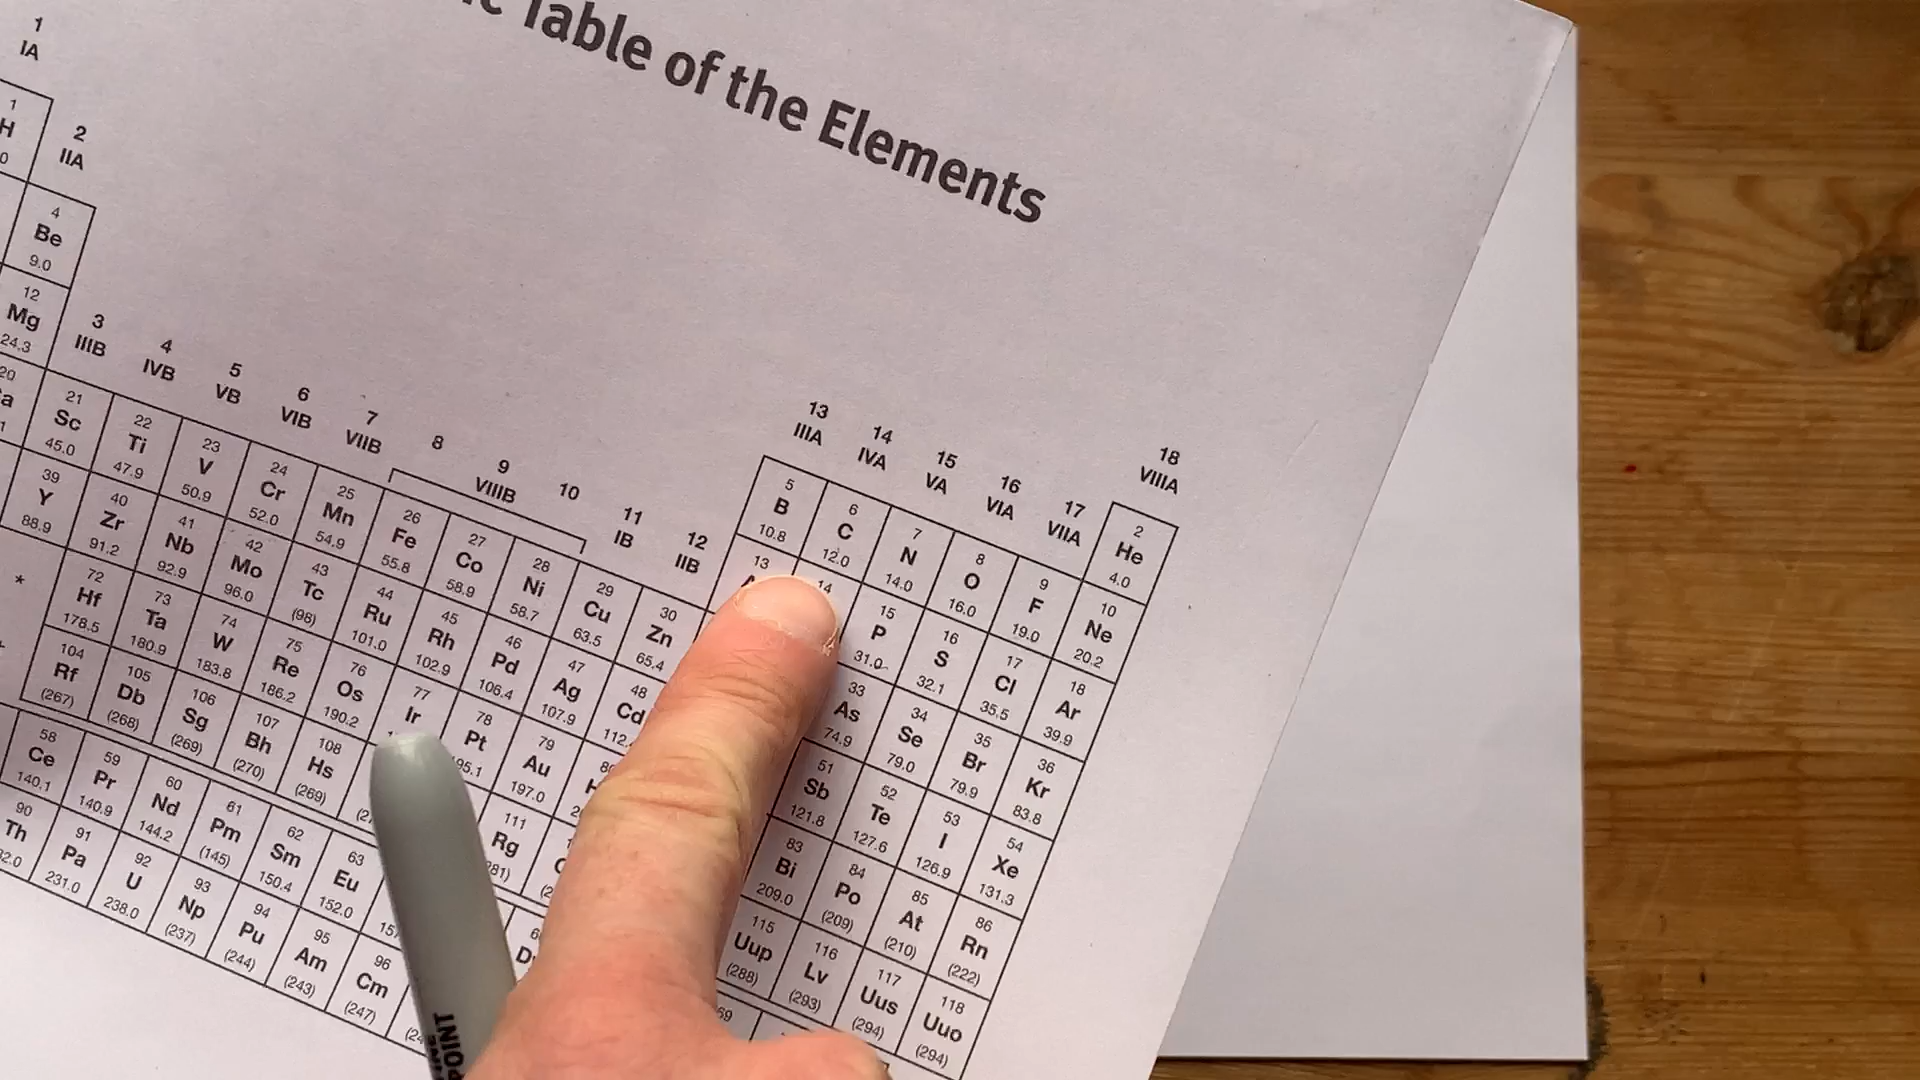 Table of the Elements
1
IA
2
IIA
3
IIIB
4
IVB
5
VB
6
VIB
7
VIIB
8
9
VIIIB
10
11
IB
12
IIB
13
IIIA
14
IVA
15
VA
16
VIA
17
VIIA
18
VIIIA
1
H
2
He
4.0
4
Be
9.0
5
B
10.8
6
C
12.0
7
N
14.0
8
O
16.0
9
F
19.0
10
Ne
20.2
12
Mg
24.3
13
14
15
P
31.0
16
S
32.1
17
Cl
35.5
18
Ar
39.9
20
21
Sc
45.0
22
Ti
47.9
23
V
50.9
24
Cr
52.0
25
Mn
54.9
26
Fe
55.8
27
Co
58.9
28
Ni
58.7
29
Cu
63.5
30
Zn
65.4
33
As
74.9
34
Se
79.0
35
Br
79.9
36
Kr
83.8
39
Y
88.9
40
Zr
91.2
41
Nb
92.9
42
Mo
96.0
43
Tc
(98)
44
Ru
101.0
45
Rh
102.9
46
Pd
106.4
47
Ag
107.9
48
Cd
51
Sb
121.8
52
Te
127.6
53
I
126.9
54
Xe
131.3
*
72
Hf
178.5
73
Ta
180.9
74
W
183.8
75
Re
186.2
76
Os
190.2
77
Ir
78
Pt
195.1
79
Au
197.0
83
Bi
209.0
84
Po
(209)
85
At
(210)
86
Rn
(222)
104
Rf
(267)
105
Db
(268)
106
Sg
(269)
107
Bh
(270)
108
Hs
(269)
111
Rg
115
Uup
(288)
116
Lv
(293)
117
Uus
(294)
118
Uuo
(294)
58
Ce
140.1
59
Pr
140.9
60
Nd
144.2
61
Pm
(145)
62
Sm
150.4
63
Eu
152.0
90
Th
91
Pa
231.0
92
U
238.0
93
Np
(237)
94
Pu
(244)
95
Am
(243)
96
Cm
(247)
POINT